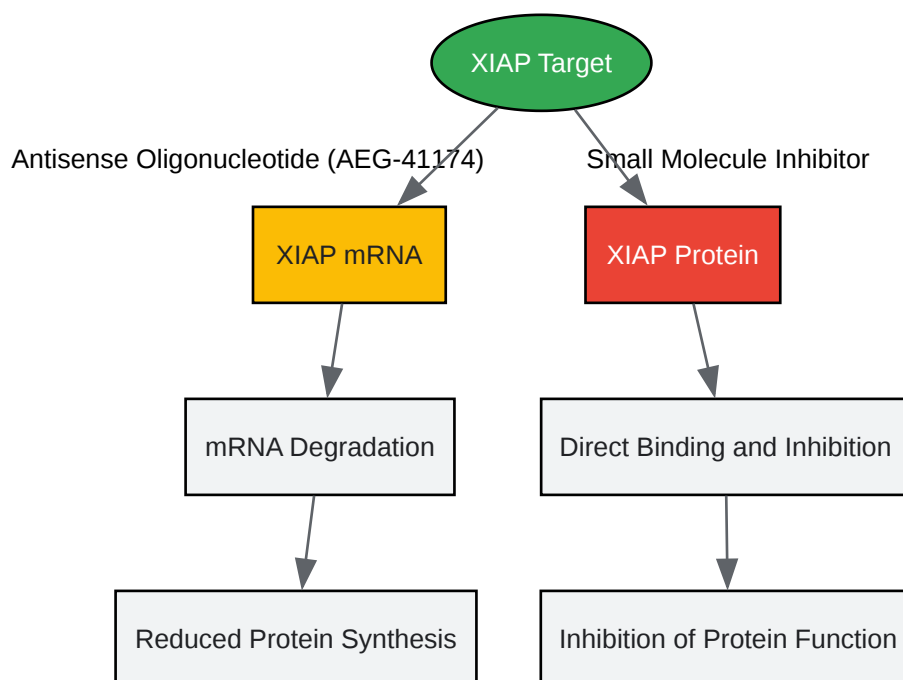 XIAP Target
Antisense Oligonucleotide (AEG-41174)
Small Molecule Inhibitor
XIAP mRNA
XIAP Protein
mRNA Degradation
Direct Binding and Inhibition
Reduced Protein Synthesis
Inhibition of Protein Function